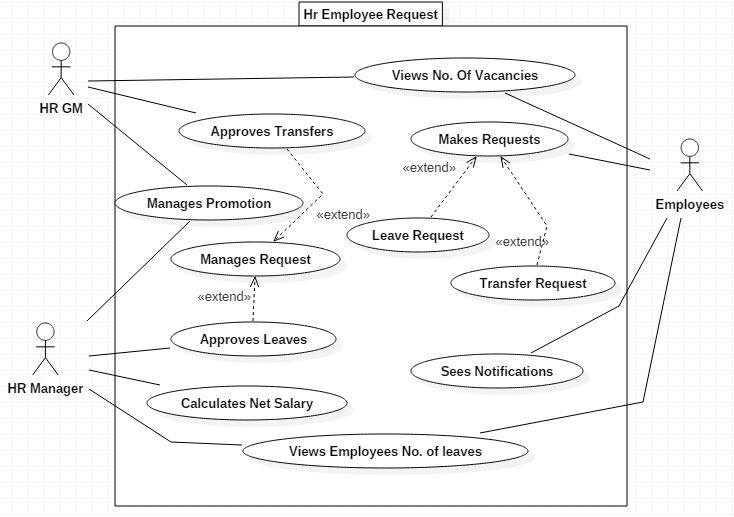 Hr Employee Request
Views No. Of Vacancies
HR GM
Approves Transfers
Makes Requests
«extend»
Employees
Manages Promotion
«extend»
Leave Request
«extend»
Manages Request
Transfer Request
«extend»
Approves Leaves
Sees Notifications
HR Manager
Calculates Net Salary
Views Employees No. of leaves